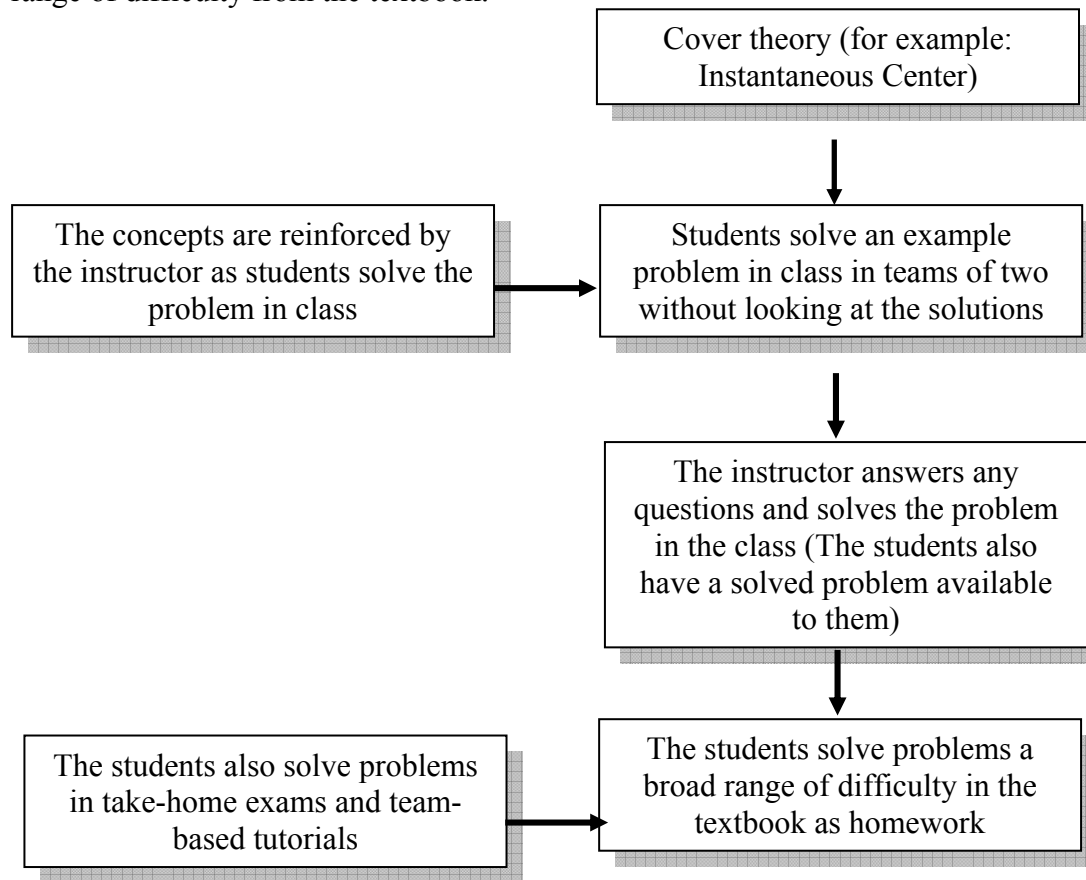 range of difficulty from the textbook.
Cover theory (for example:
Instantaneous Center)
The concepts are reinforced by
the instructor as students solve the
problem in class
Students solve an example
problem in class in teams of two
without looking at the solutions
The instructor answers any
questions and solves the problem
in the class (The students also
have a solved problem available
to them)
The students also solve problems
in take-home exams and team-
based tutorials
The students solve problems a
broad range of difficulty in the
textbook as homework